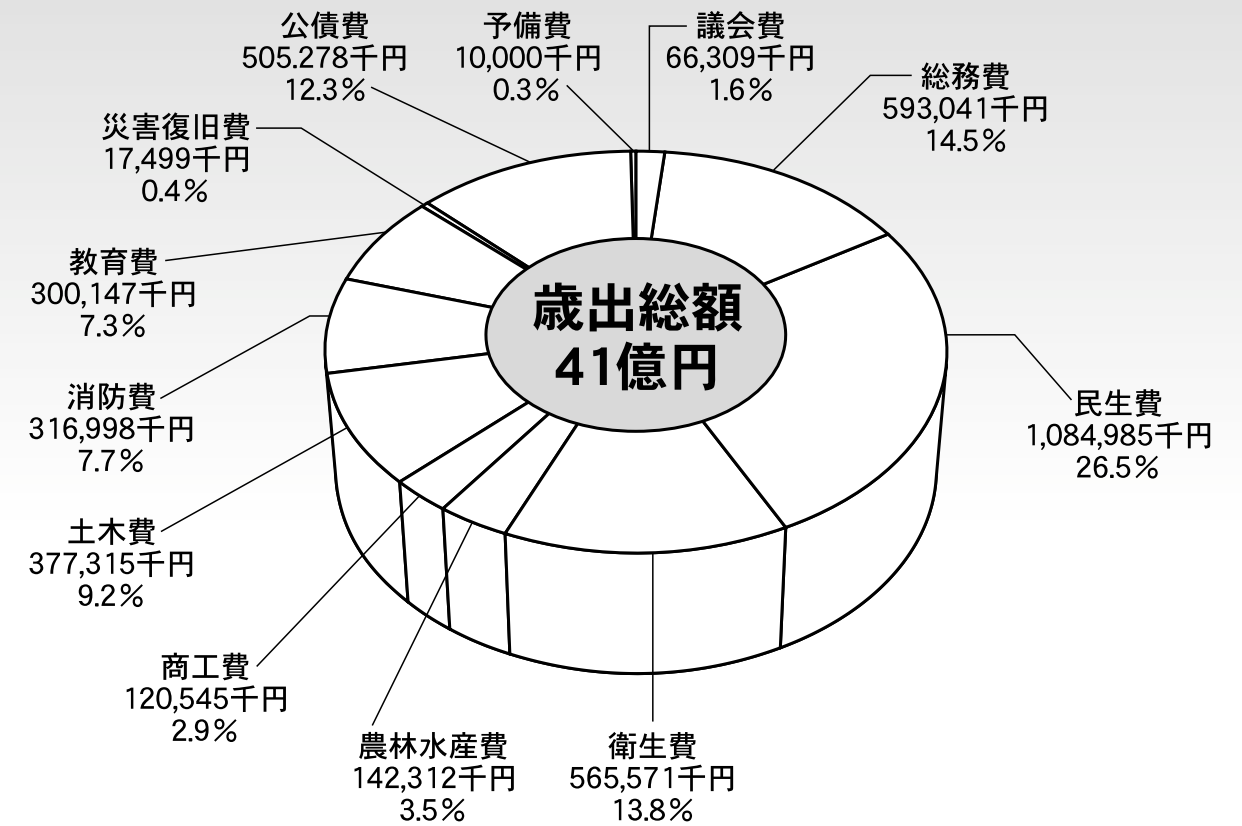 公債費
505.278千円
12.3%
予備費
10,000千円
0.3%
議会費
66,309千円
1.6%
総務費
593,041千円
14.5%
災害復旧費
17,499千円
0.4%
教育費
300,147千円
7.3%
歳出総額
41億円
消防費
316,998千円
7.7%
民生費
1,084,985千円
26.5%
土木費
377,315千円
9.2%
商工費
120,545千円
2.9%
農林水産費
142,312千円
3.5%
衛生費
565,571千円
13.8%